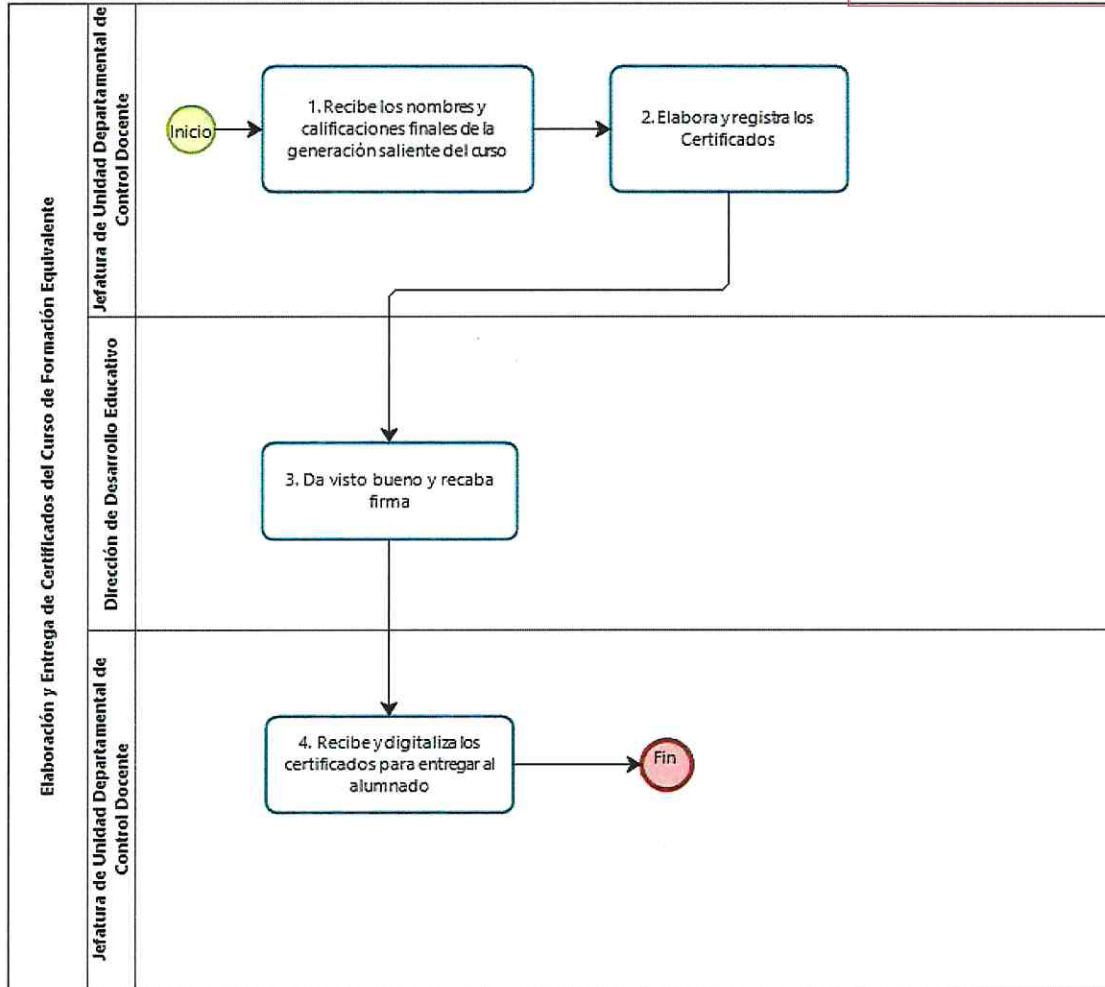 Elaboración y Entrega de Certificados del Curso de Formación Equivalente
Jefatura de Unidad Departamental de
Control Docente
Inicio
1. Recibe los nombres y
calificaciones finales de la
generación saliente del curso
2. Elabora y registra los
Certificados
Dirección de Desarrollo Educativo
3. Da visto bueno y recaba
firma
Jefatura de Unidad Departamental de
Control Docente
4. Recibe y digitaliza los
certificados para entregar al
alumnado
Fin